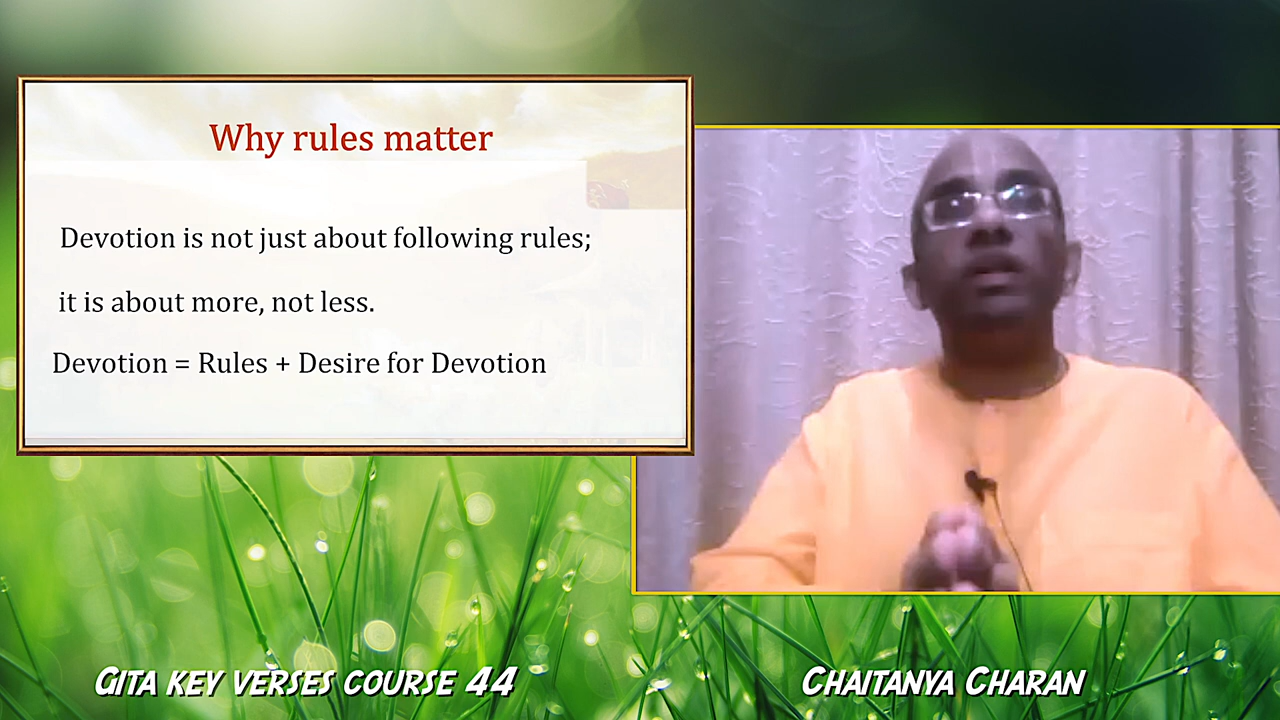 Why rules matter
Devotion is not just about following rules;
it is about more, not less.
Devotion = Rules + Desire for Devotion
GITA KEY VERSES COURSE 44
CHAITANYA CHARAN